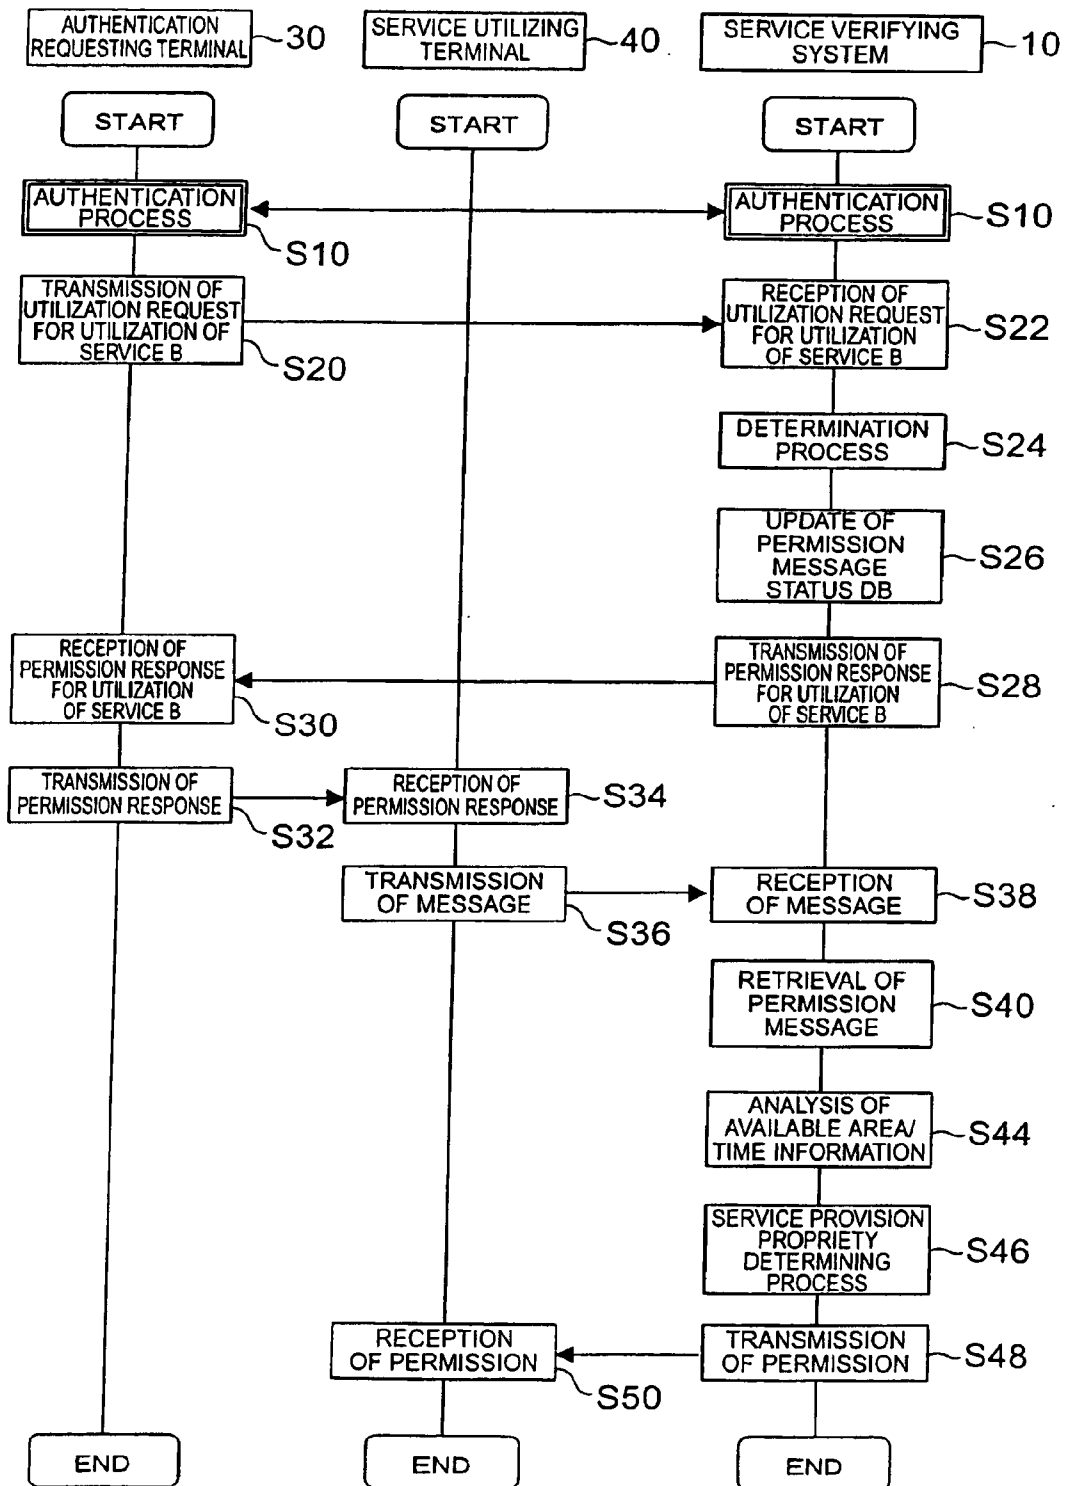 AUTHENTICATION
REQUESTING TERMINAL
30
SERVICE UTILIZING
TERMINAL
40
SERVICE VERIFYING
SYSTEM
10
START
START
START
AUTHENTICATION
PROCESS
S10
AUTHENTICATION
PROCESS
S10
TRANSMISSION OF
UTILIZATION REQUEST
FOR UTILIZATION OF
SERVICE B
S20
RECEPTION OF
UTILIZATION REQUEST
FOR UTILIZATION
OF SERVICE B
S22
DETERMINATION
PROCESS
S24
UPDATE OF
PERMISSION
MESSAGE
STATUS DB
S26
RECEPTION OF
PERMISSION RESPONSE
FOR UTILIZATION
OF SERVICE B
S30
TRANSMISSION OF
PERMISSION RESPONSE
FOR UTILIZATION
OF SERVICE B
S28
TRANSMISSION OF
PERMISSION RESPONSE
S32
RECEPTION OF
PERMISSION RESPONSE
S34
TRANSMISSION
OF MESSAGE
S36
RECEPTION
OF MESSAGE
S38
RETRIEVAL OF
PERMISSION
MESSAGE
S40
ANALYSIS OF
AVAILABLE AREA/
TIME INFORMATION
S44
SERVICE PROVISION
PROPRIETY
DETERMINING
PROCESS
S46
RECEPTION
OF PERMISSION
S50
TRANSMISSION
OF PERMISSION
S48
END
END
END